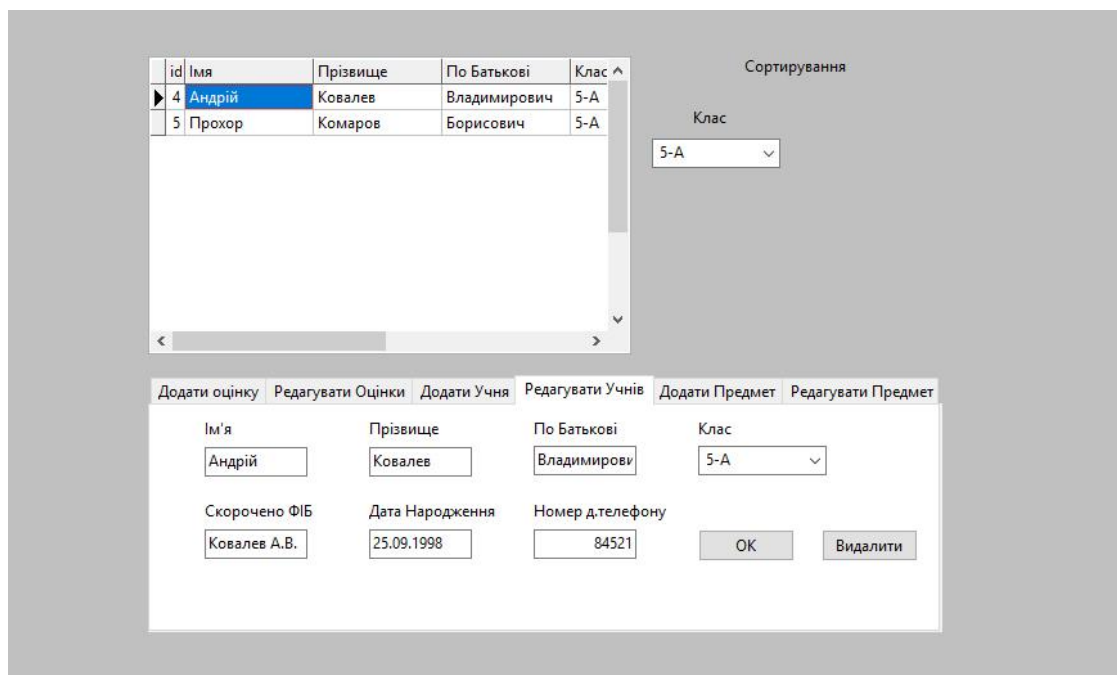 id Імя Прізвище По Батькові Клас
4 Андрій Ковалев Владимирович 5-А
5 Прохор Комаров Борисович 5-А
Сортирування
Клас
5-А
Додати оцінку Редагувати Оцінки Додати Учня Редагувати Учнів Додати Предмет Редагувати Предмет
Ім'я Прізвище По Батькові Клас
Андрій Ковалев Владимирови 5-А
Скорочено ФІБ Дата Народження Номер д.телефону
Ковалев А.В. 25.09.1998 84521 OK Видалити